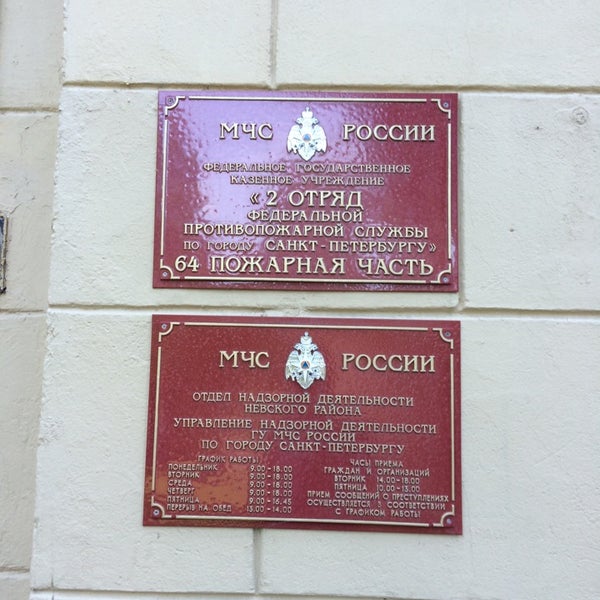 МЧС РОССИИ
ФЕДЕРАЛЬНОЕ ГОСУДАРСТВЕННОЕ
КАЗЕННОЕ УЧРЕЖДЕНИЕ
«2 ОТРЯД
ФЕДЕРАЛЬНОЙ
ПРОТИВОПОЖАРНОЙ СЛУЖБЫ
ПО ГОРОДУ САНКТ-ПЕТЕРБУРГУ»
64 ПОЖАРНАЯ ЧАСТЬ
МЧС РОССИИ
ОТДЕЛ НАДЗОРНОЙ ДЕЯТЕЛЬНОСТИ
НЕВСКОГО РАЙОНА
УПРАВЛЕНИЕ НАДЗОРНОЙ ДЕЯТЕЛЬНОСТИ
ГУ МЧС РОССИИ
ПО ГОРОДУ САНКТ-ПЕТЕРБУРГУ
ГРАФИК РАБОТЫ:
ПОНЕДЕЛЬНИК 9.00-18.00
ВТОРНИК 9.00-18.00
СРЕДА 9.00-18.00
ЧЕТВЕРГ 9.00-18.00
ПЯТНИЦА 9.00-16.45
ПЕРЕРЫВ НА ОБЕД 13.00-14.00
ЧАСЫ ПРИЕМА
ГРАЖДАН И ОРГАНИЗАЦИЙ
ВТОРНИК 14.00-18.00
ПЯТНИЦА 10.00-13.00
ПРИЕМ СООБЩЕНИЙ О ПРЕСТУПЛЕНИЯХ
ОСУЩЕСТВЛЯЕТСЯ В СООТВЕТСТВИИ
С ГРАФИКОМ РАБОТЫ